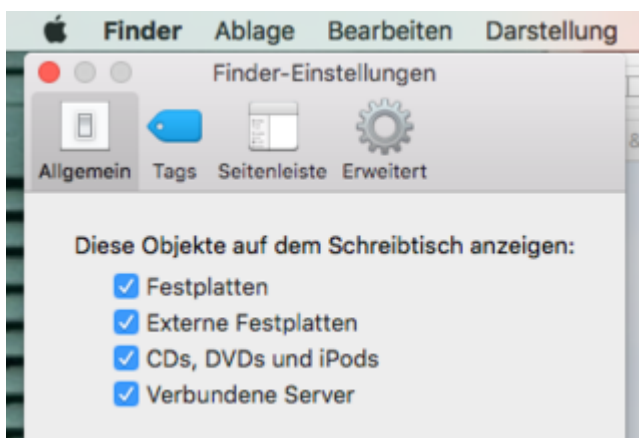 Finder Ablage Bearbeiten Darstellung
Finder-Einstellungen
Allgemein Tags Seitenleiste Erweitert
Diese Objekte auf dem Schreibtisch anzeigen:
Festplatten
Externe Festplatten
CDs, DVDs und iPods
Verbundene Server